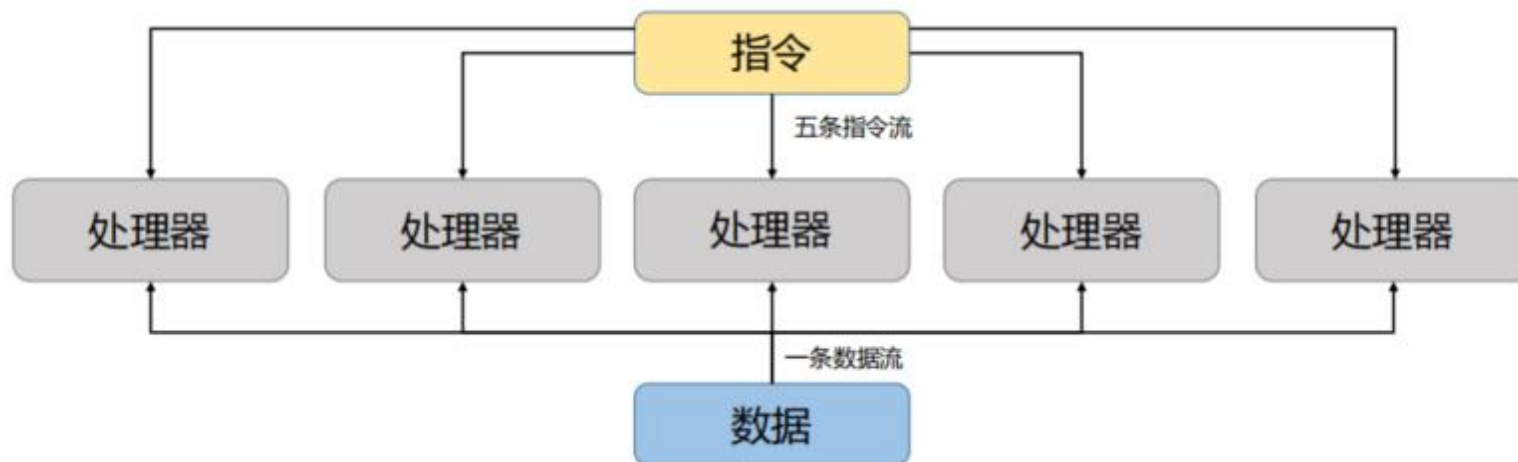 指令
五条指令流
处理器
处理器
处理器
处理器
处理器
一条数据流
数据